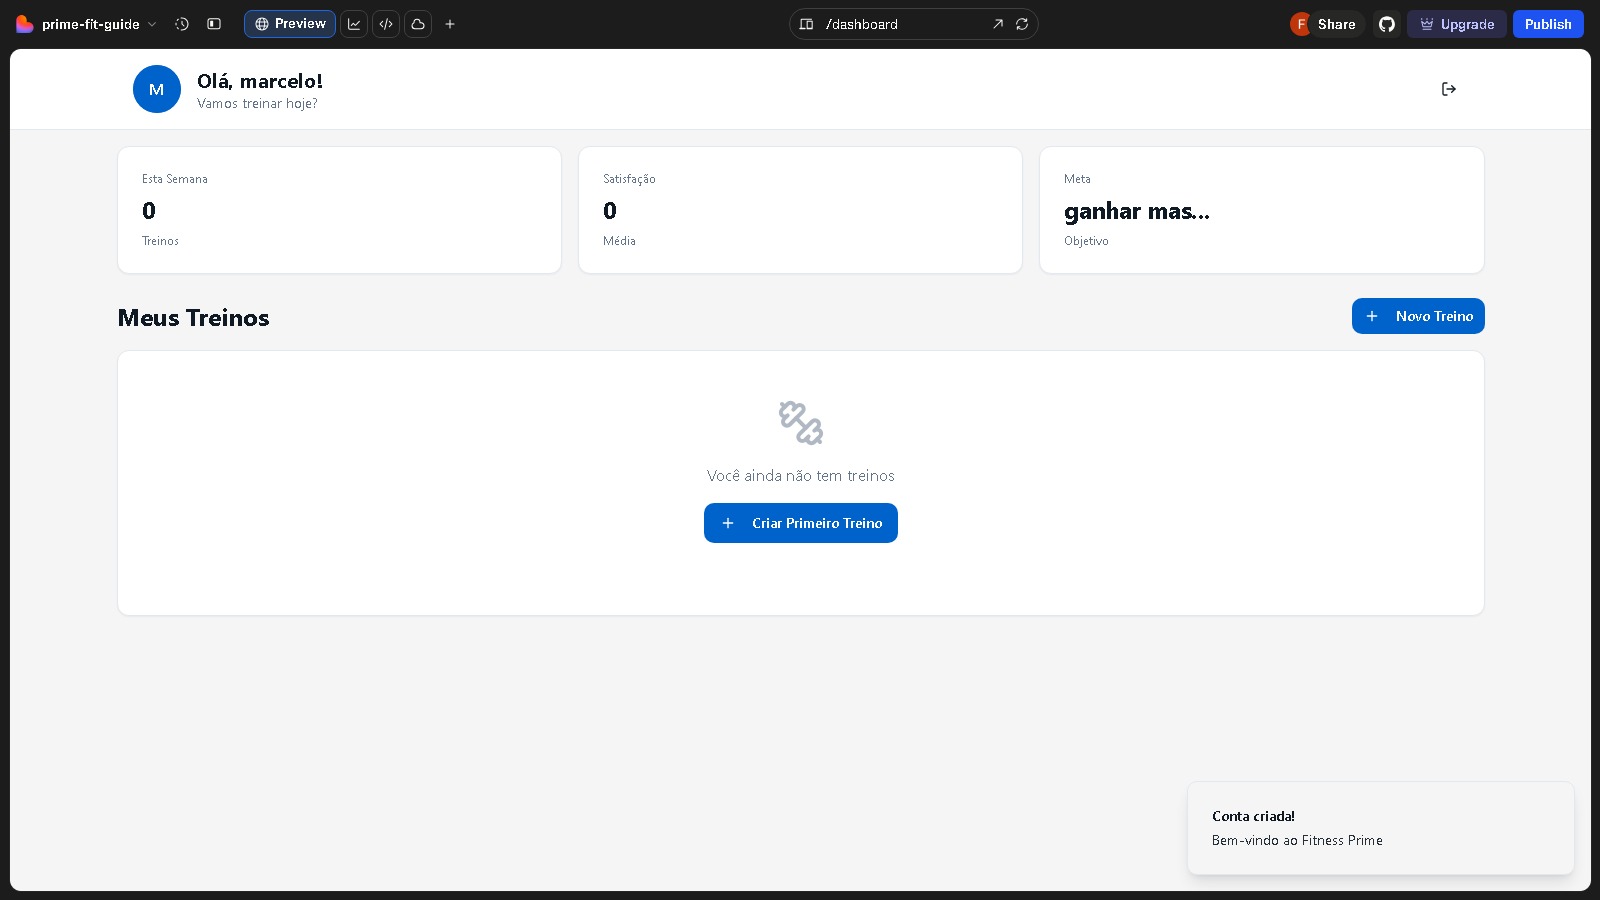 prime-fit-guide
Preview
/dashboard
F
Share
Upgrade
Publish
M
Olá, marcelo!
Vamos treinar hoje?
Esta Semana
0
Treinos
Satisfação
0
Média
Meta
ganhar mas...
Objetivo
Meus Treinos
Novo Treino
Você ainda não tem treinos
Criar Primeiro Treino
Conta criada!
Bem-vindo ao Fitness Prime